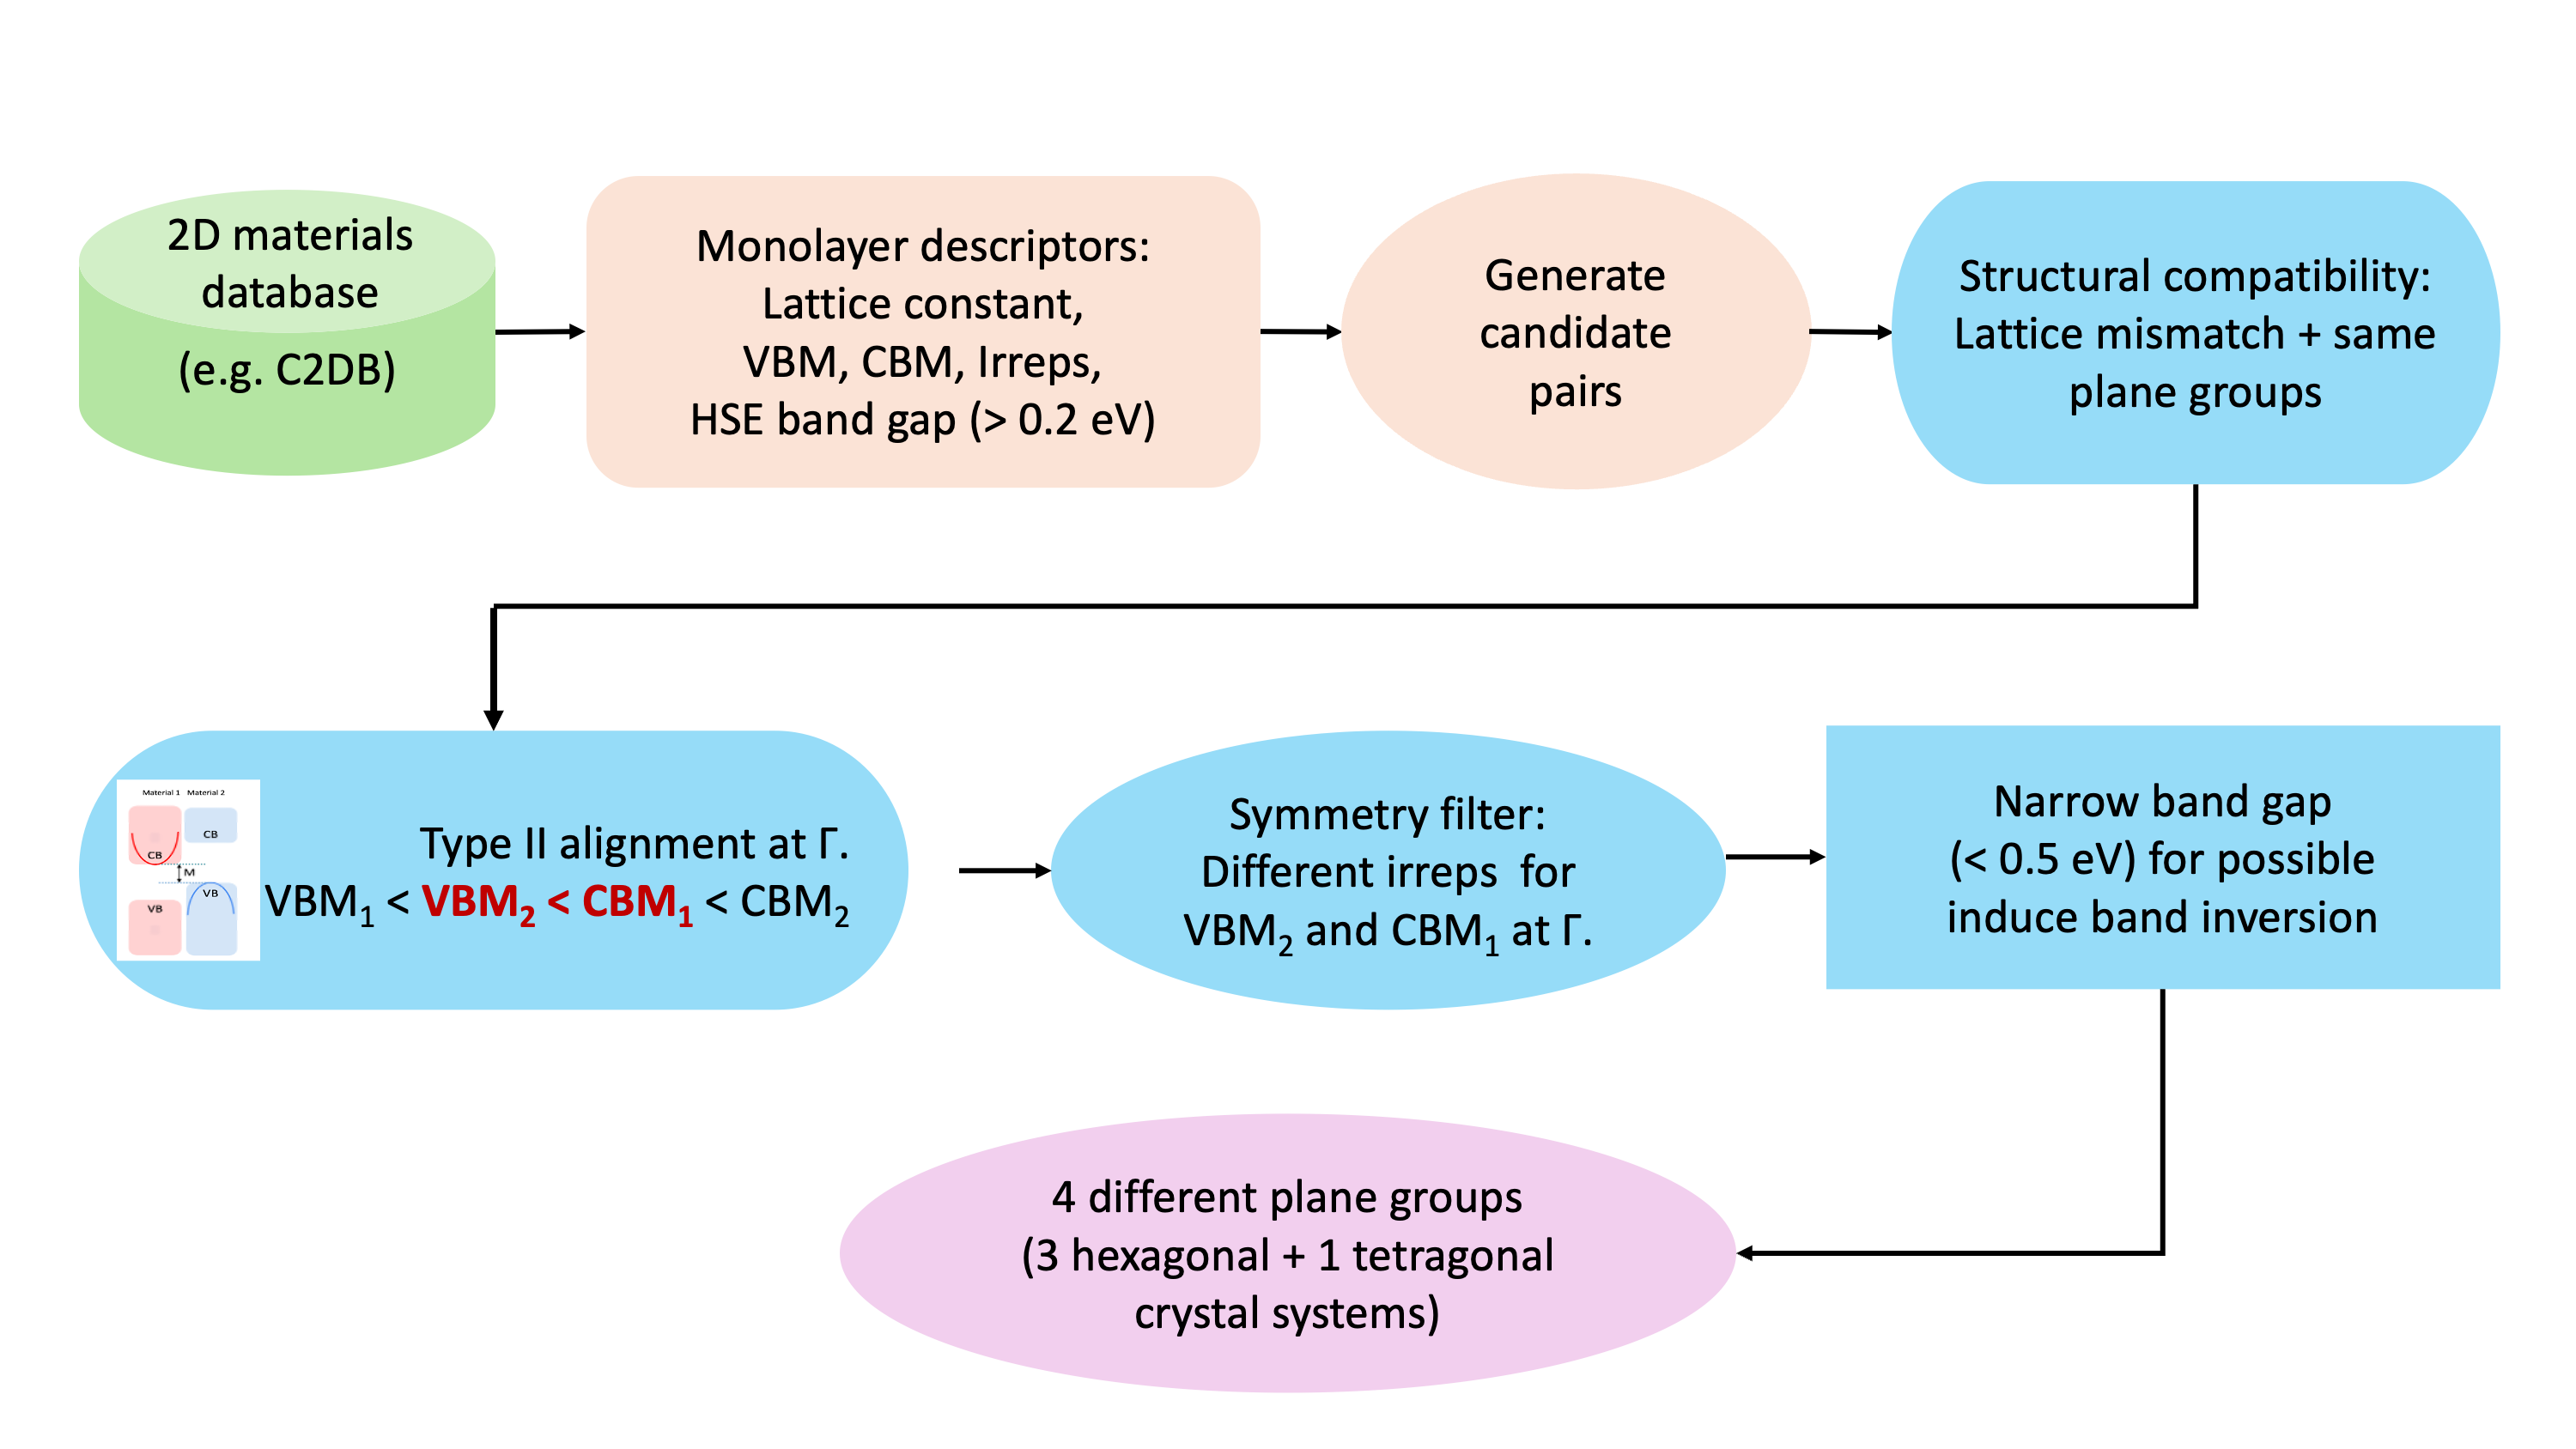 2D materials
database
(e.g. C2DB)
Monolayer descriptors:
Lattice constant,
VBM, CBM, Irreps,
HSE band gap (> 0.2 eV)
Generate
candidate
pairs
Structural compatibility:
Lattice mismatch + same
plane groups
Material 1 Material 2
CB
CB
M
VB
VB
Type II alignment at Γ.
VBM₁ < VBM₂ < CBM₁ < CBM₂
Symmetry filter:
Different irreps for
VBM₂ and CBM₁ at Γ.
Narrow band gap
(< 0.5 eV) for possible
induce band inversion
4 different plane groups
(3 hexagonal + 1 tetragonal
crystal systems)